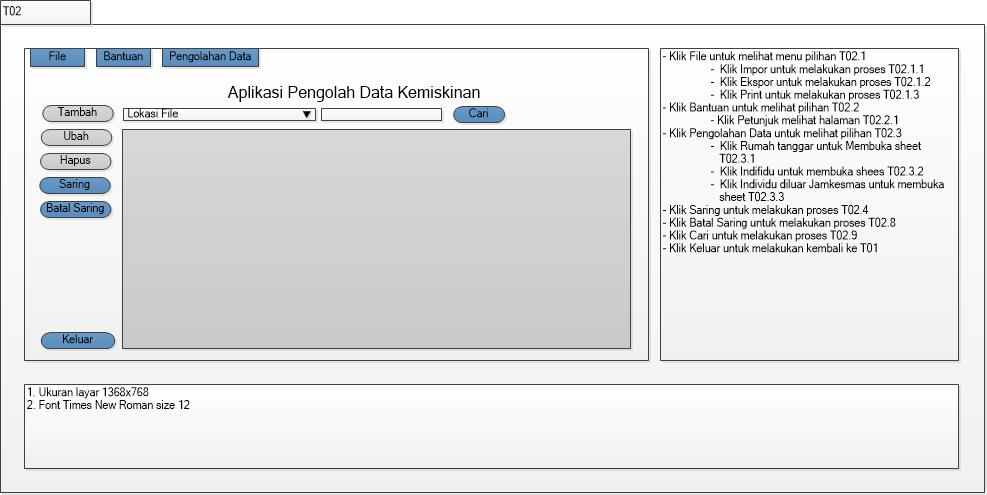 T02
File Bantuan Pengolahan Data
Aplikasi Pengolah Data Kemiskinan
Tambah Lokasi File Cari
Ubah
Hapus
Saring
Batal Saring
Keluar
- Klik File untuk melihat menu pilihan T02.1
- Klik Impor untuk melakukan proses T02.1.1
- Klik Ekspor untuk melakukan proses T02.1.2
- Klik Print untuk melakukan proses T02.1.3
- Klik Bantuan untuk melihat pilihan T02.2
- Klik Petunjuk melihat halaman T02.2.1
- Klik Pengolahan Data untuk melihat pilihan T02.3
- Klik Rumah tanggar untuk Membuka sheet
T02.3.1
- Klik Indifidu untuk membuka shees T02.3.2
- Klik Individu diluar Jamkesmas untuk membuka
sheet T02.3.3
- Klik Saring untuk melakukan proses T02.4
- Klik Batal Saring untuk melakukan proses T02.8
- Klik Cari untuk melakukan proses T02.9
- Klik Keluar untuk melakukan kembali ke T01
1. Ukuran layar 1368x768
2. Font Times New Roman size 12